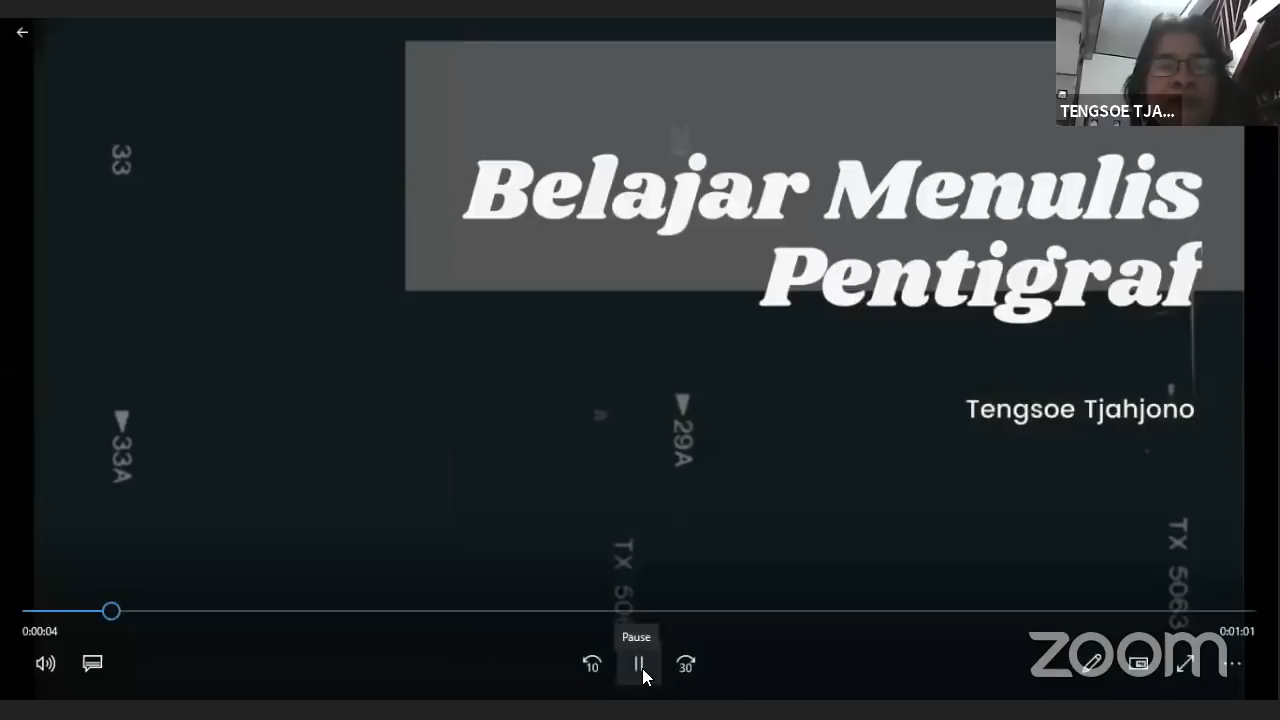 TENGSOE TJA...
33
Belajar Menulis
Pentigraf
Tengsoe Tjahjono
33A
29A
TX 5063
0:00:04
Pause
0:01:01
10
30
zoom